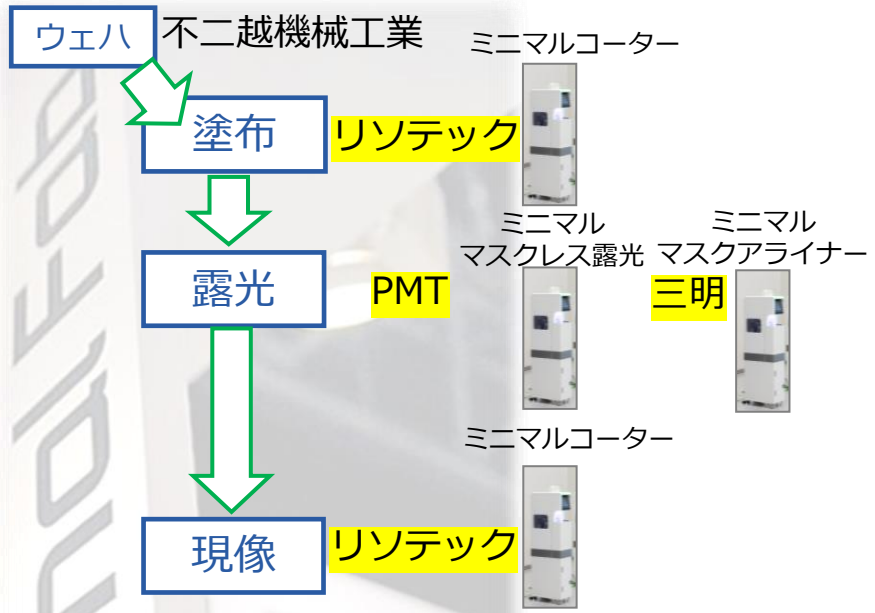 ウェハ 不二越機械工業
ミニマルコーター
塗布 リソテック
ミニマル
マスクレス露光
ミニマル
マスクアライナー
露光 PMT 三明
ミニマルコーター
現像 リソテック